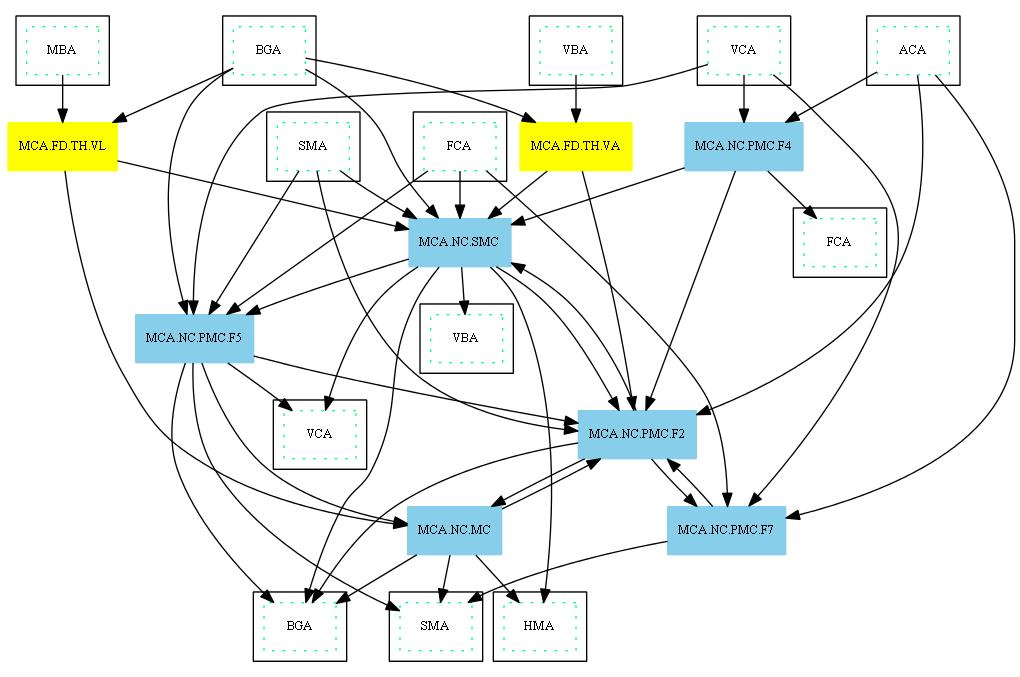 MBA
BGA
VBA
VCA
ACA
MCA.FD.TH.VL
SMA
FCA
MCA.FD.TH.VA
MCA.NC.PMC.F4
MCA.NC.SMC
FCA
MCA.NC.PMC.F5
VBA
VCA
MCA.NC.PMC.F2
MCA.NC.MC
MCA.NC.PMC.F7
BGA
SMA
HMA